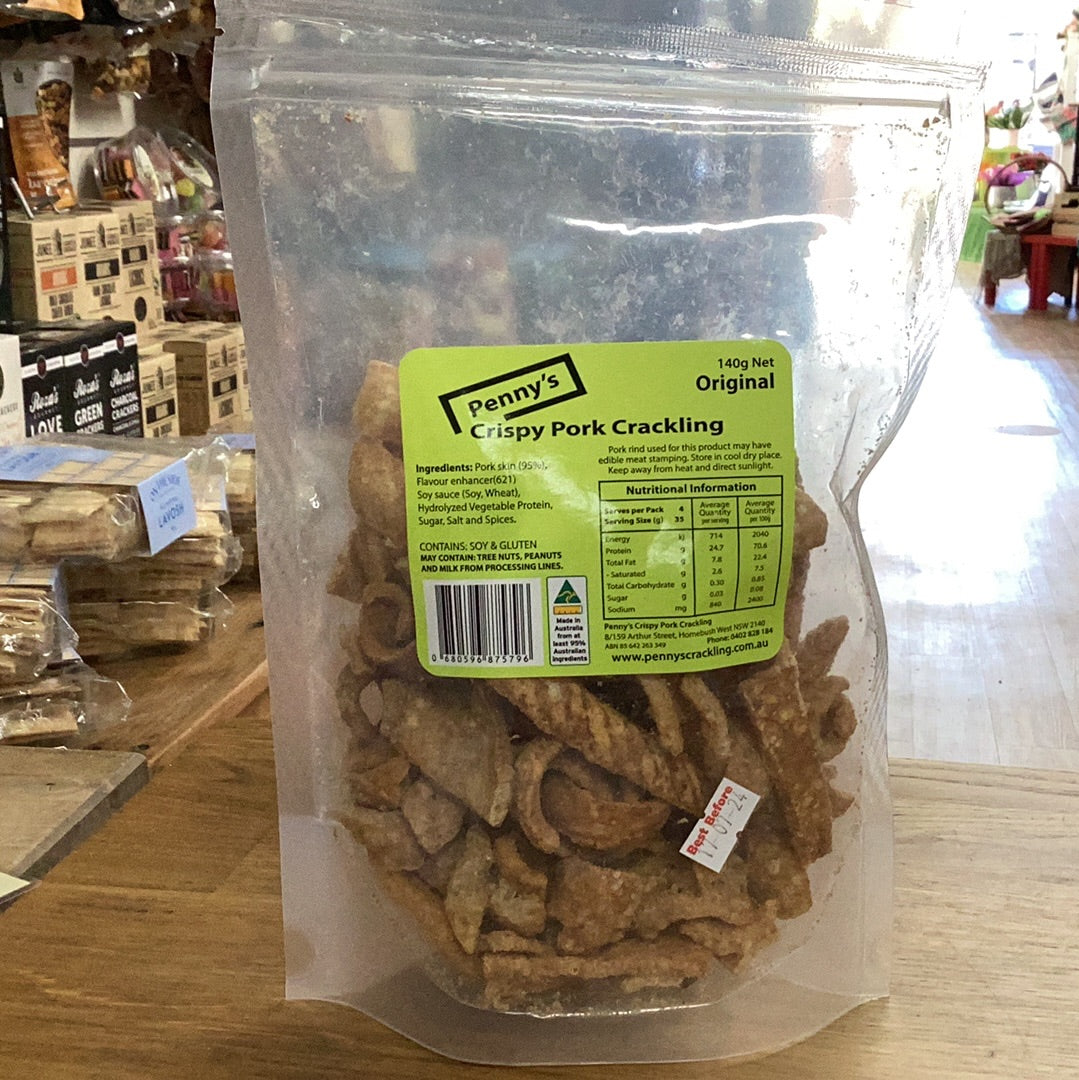 Penny's
Crispy Pork Crackling
140g Net
Original
Pork rind used for this product may have
edible meat stamping. Store in cool dry place.
Keep away from heat and direct sunlight.
Ingredients: Pork skin (95%),
Flavour enhancer(621)
Soy sauce (Soy, Wheat),
Hydrolyzed Vegetable Protein,
Sugar, Salt and Spices.
CONTAINS: SOY & GLUTEN
MAY CONTAIN: TREE NUTS, PEANUTS
AND MILK FROM PROCESSING LINES.
0 680596 875796
Made in
Australia
from at
least 95%
Australian
ingredients
Nutritional Information
Serves per Pack 4
Serving Size (g) 35
Average Quantity per serving
Average Quantity per 100g
Energy kj 714 2040
Protein g 24.7 70.6
Total Fat g 7.8 22.4
- Saturated g 2.6 7.5
Total Carbohydrate g 0.30 0.85
Sugar g 0.03 0.08
Sodium mg 840 2400
Penny's Crispy Pork Crackling
8/159 Arthur Street, Homebush West NSW 2140
ABN 85 642 263 349 Phone: 0402 828 184
www.pennyscrackling.com.au
Best Before
Roza's
LOVE
Roza's
GREEN
CRACKERS
Roza's
CHARCOAL
CRACKERS
LAVOSH